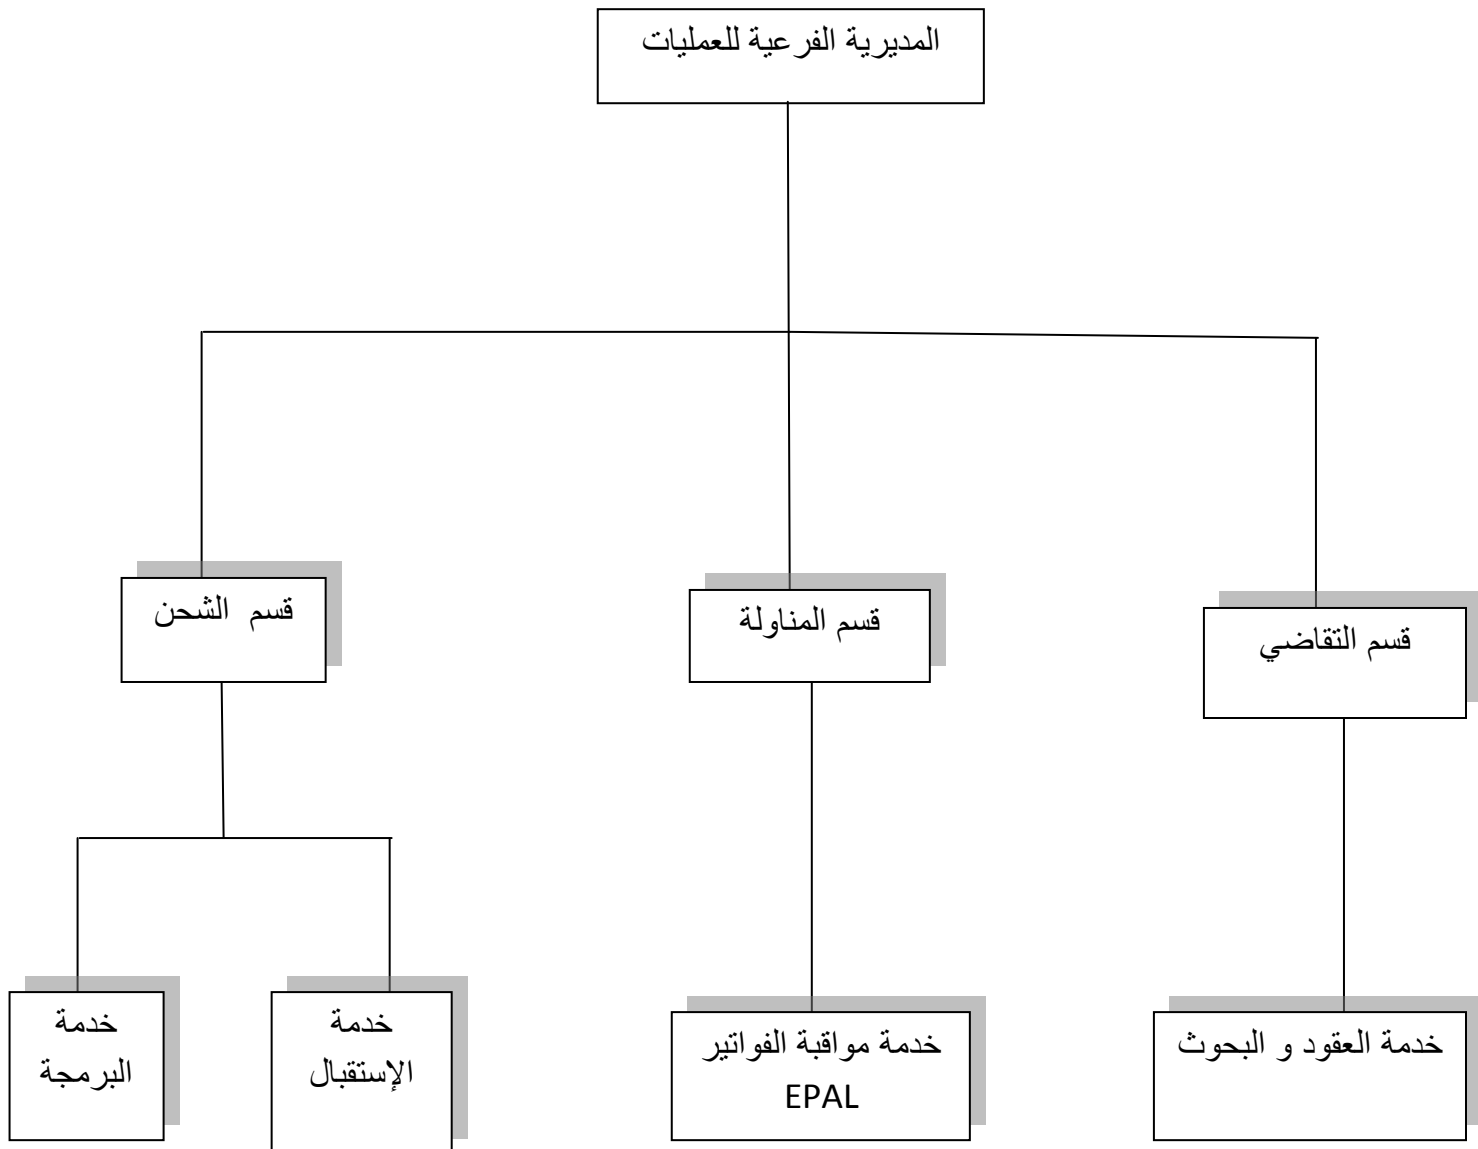 المديرية الفرعية للعمليات
قسم التقاضي
قسم المناولة
قسم الشحن
خدمة العقود و البحوث
خدمة مواقبة الفواتير
EPAL
خدمة
الإستقبال
خدمة
البرمجة